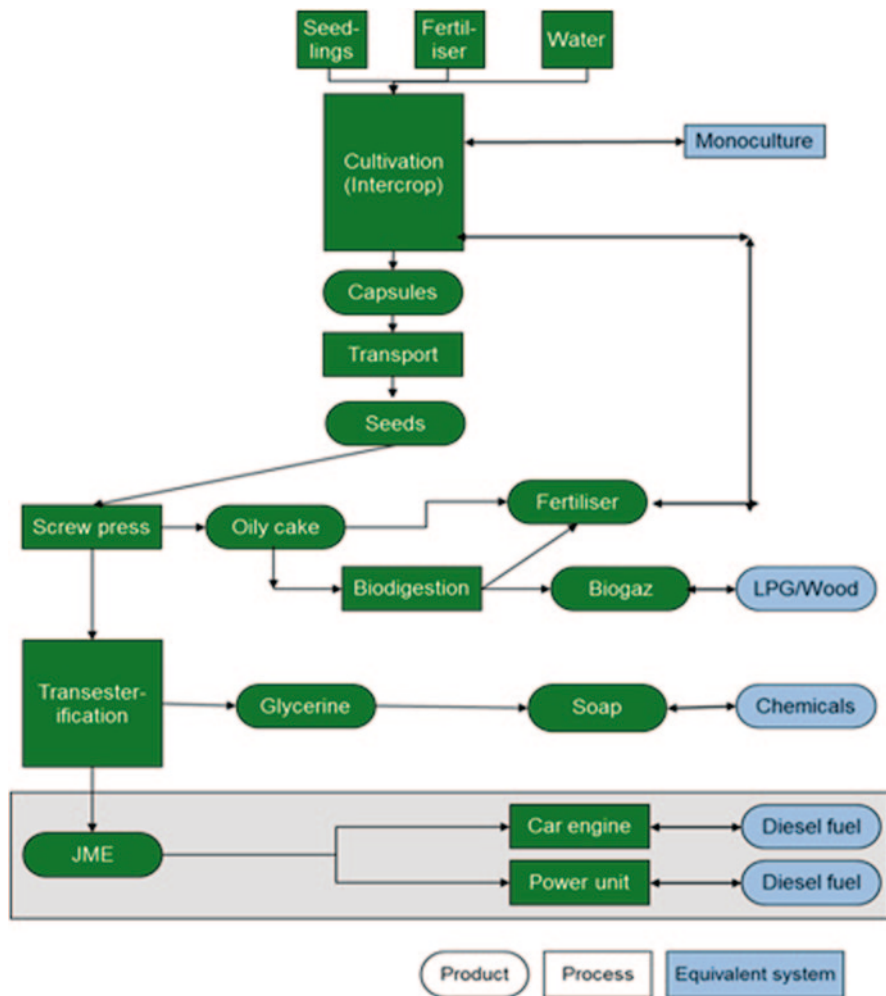 Seed-
lings
Fertil-
iser
Water
Cultivation
(Intercrop)
Monoculture
Capsules
Transport
Seeds
Screw press
Oily cake
Fertiliser
Biodigestion
Biogaz
LPG/Wood
Transester-
ification
Glycerine
Soap
Chemicals
JME
Car engine
Diesel fuel
Power unit
Diesel fuel
Product
Process
Equivalent system